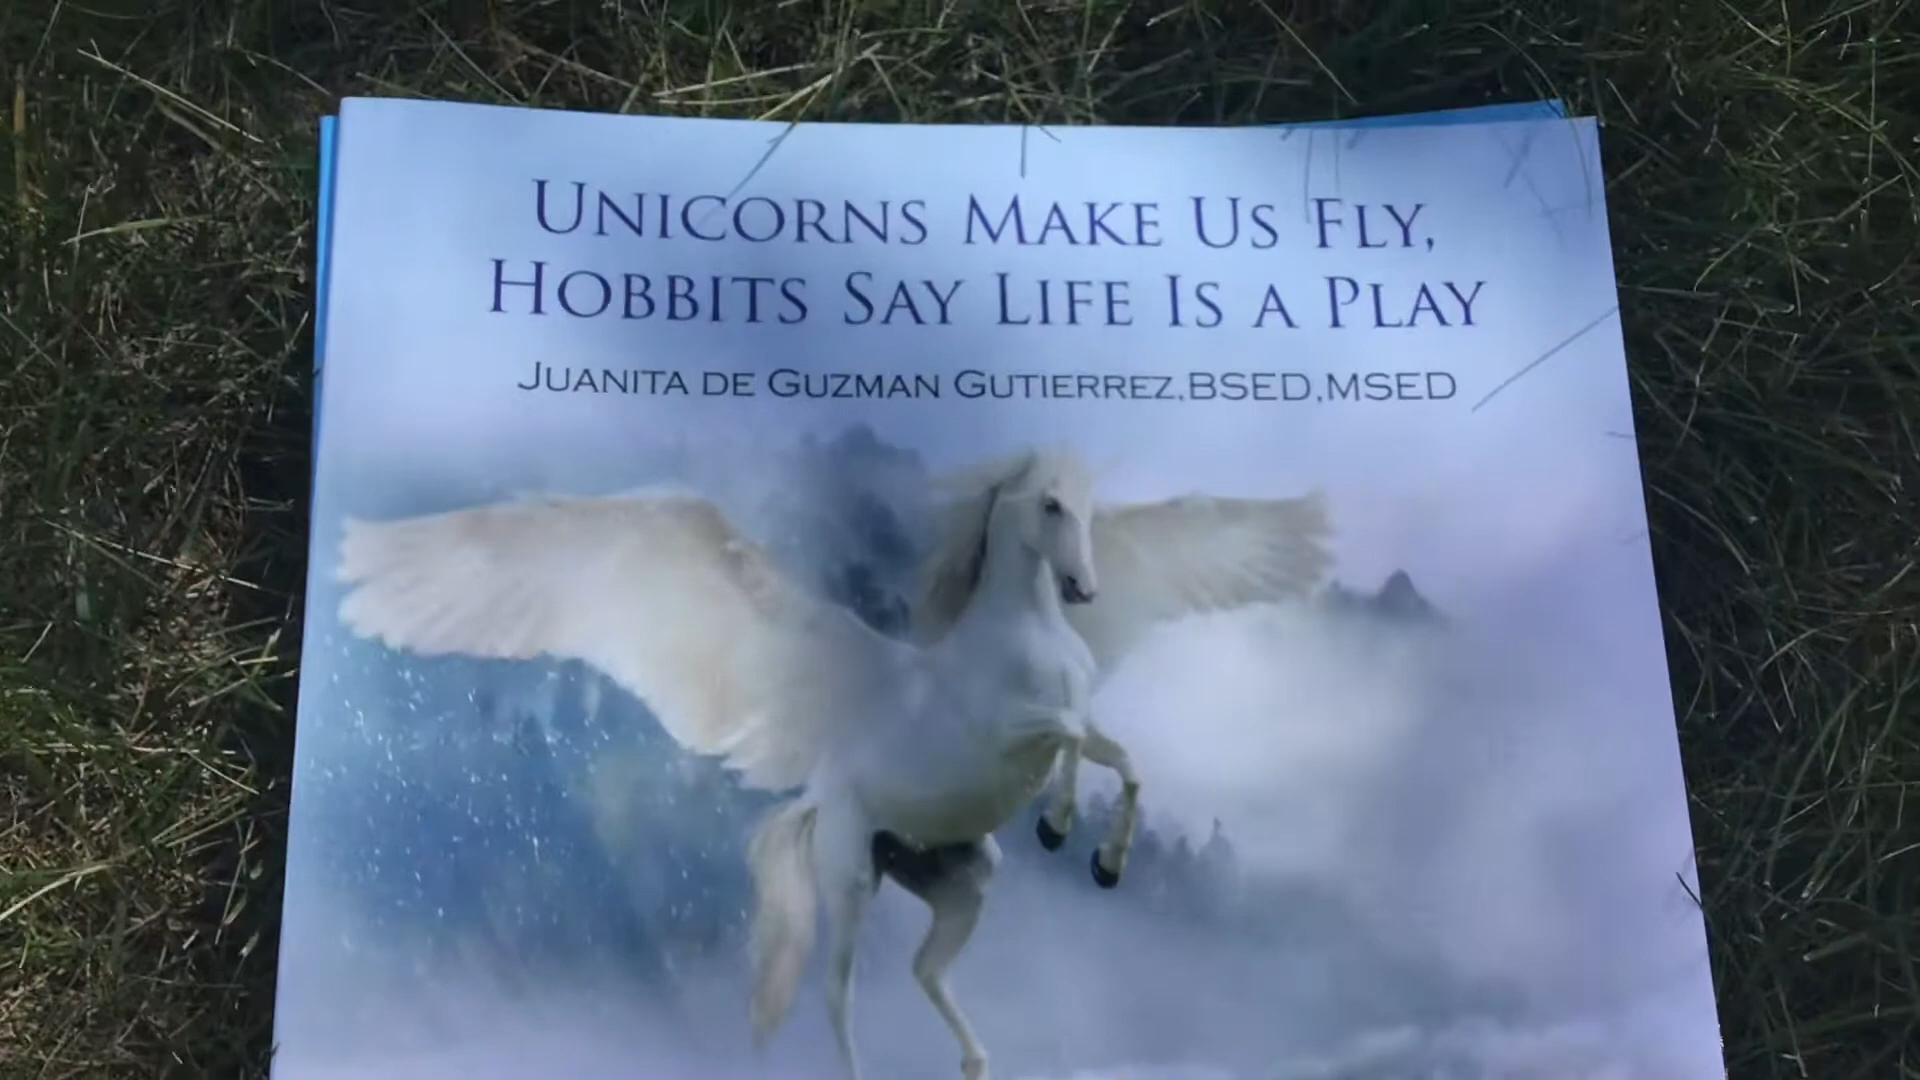 Unicorns Make Us Fly,
Hobbits Say Life Is a Play
Juanita de Guzman Gutierrez,BSED,MSED